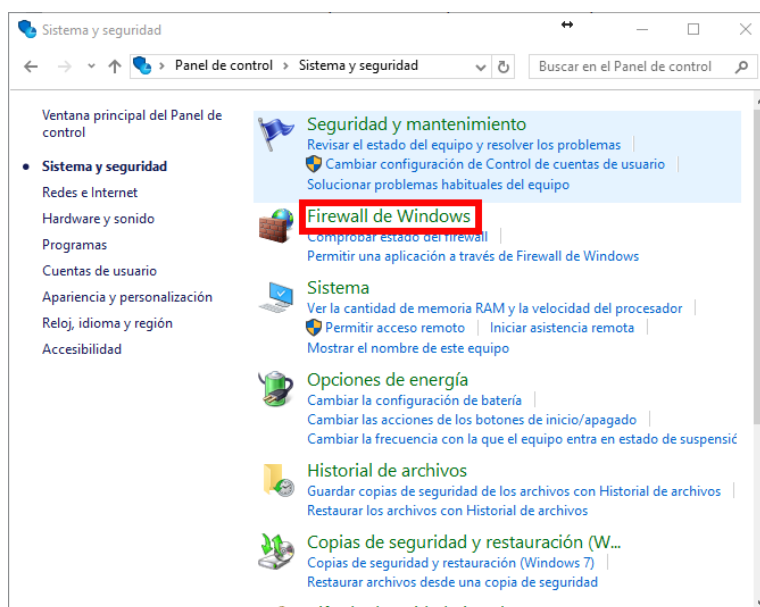 Sistema y seguridad
Panel de control > Sistema y seguridad
Buscar en el Panel de control
Ventana principal del Panel de
control
Sistema y seguridad
Redes e Internet
Hardware y sonido
Programas
Cuentas de usuario
Apariencia y personalización
Reloj, idioma y región
Accesibilidad
Seguridad y mantenimiento
Revisar el estado del equipo y resolver los problemas
Cambiar configuración de Control de cuentas de usuario
Solucionar problemas habituales del equipo
Firewall de Windows
Comprobar estado del firewall
Permitir una aplicación a través de Firewall de Windows
Sistema
Ver la cantidad de memoria RAM y la velocidad del procesador
Permitir acceso remoto | Iniciar asistencia remota
Mostrar el nombre de este equipo
Opciones de energía
Cambiar la configuración de batería
Cambiar las acciones de los botones de inicio/apagado
Cambiar la frecuencia con la que el equipo entra en estado de suspensió
Historial de archivos
Guardar copias de seguridad de los archivos con Historial de archivos
Restaurar los archivos con Historial de archivos
Copias de seguridad y restauración (W...
Copias de seguridad y restauración (Windows 7)
Restaurar archivos desde una copia de seguridad